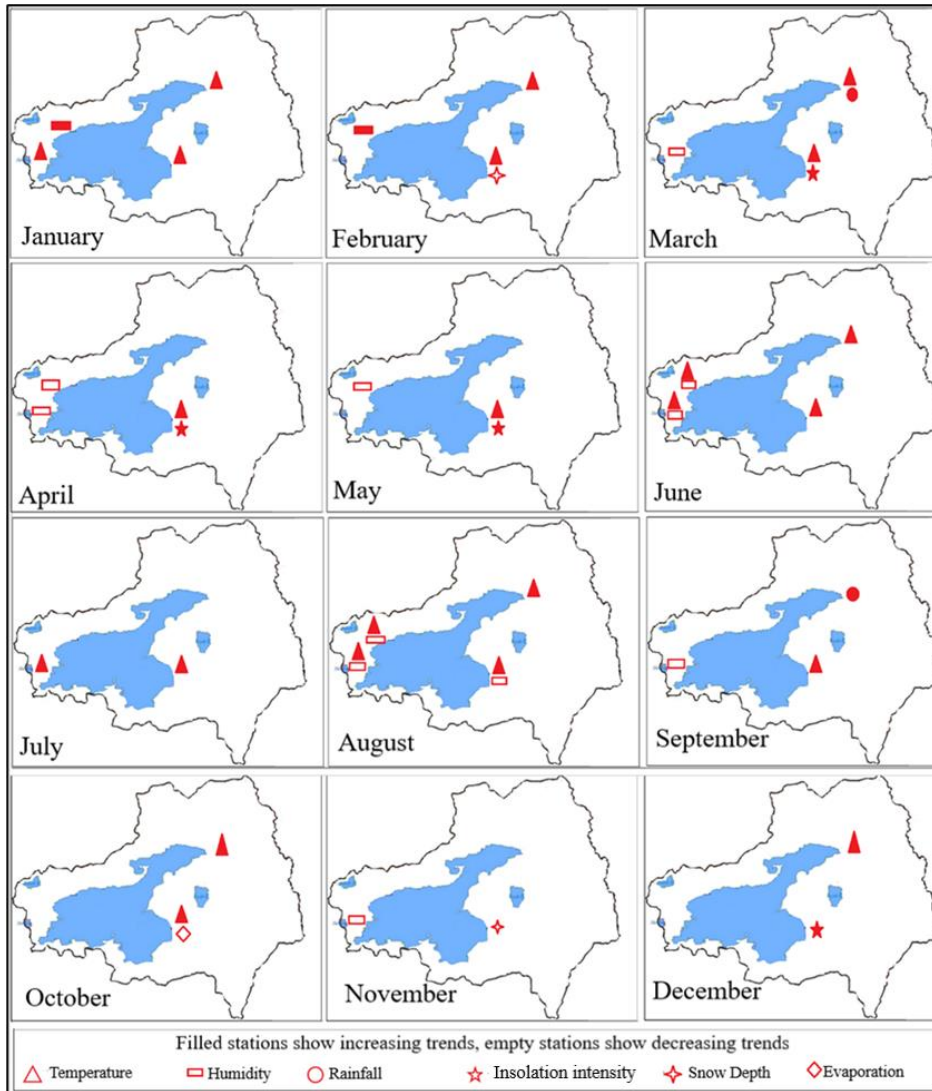 January
February
March
April
May
June
July
August
September
October
November
December
Filled stations show increasing trends, empty stations show decreasing trends
Temperature
Humidity
Rainfall
Insolation intensity
Snow Depth
Evaporation